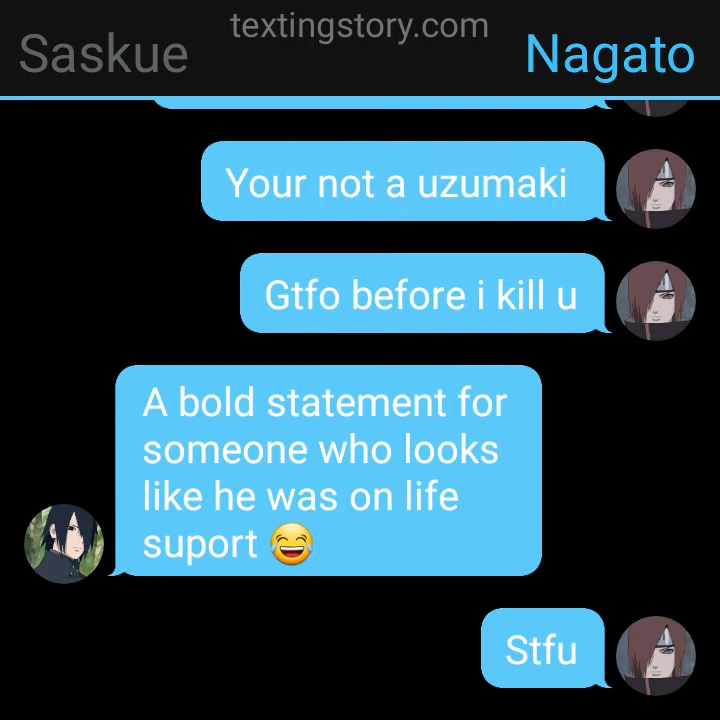 textingstory.com
Saskue
Nagato
Your not a uzumaki
Gtfo before i kill u
A bold statement for
someone who looks
like he was on life
suport 😂
Stfu